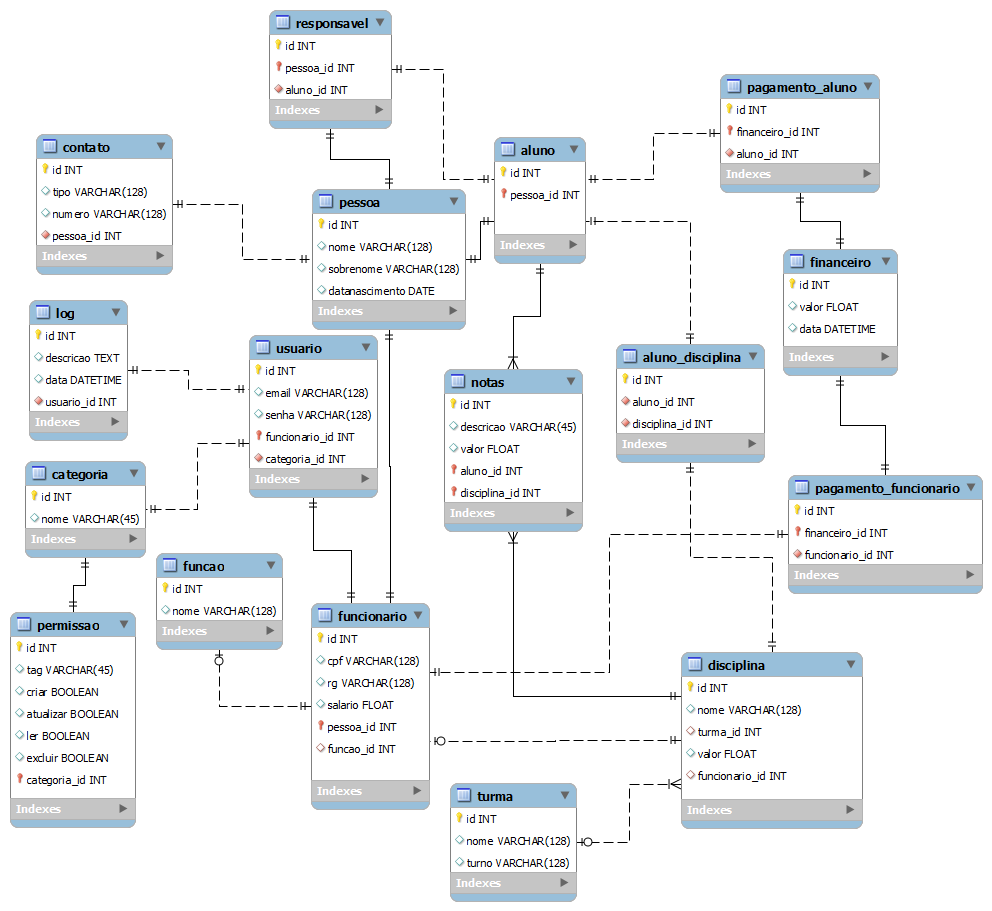 responsavel
id INT
pessoa_id INT
aluno_id INT
Indexes
pagamento_aluno
id INT
financeiro_id INT
aluno_id INT
Indexes
contato
id INT
tipo VARCHAR(128)
numero VARCHAR(128)
pessoa_id INT
Indexes
aluno
id INT
pessoa_id INT
Indexes
pessoa
id INT
nome VARCHAR(128)
sobrenome VARCHAR(128)
datanascimento DATE
Indexes
financeiro
id INT
valor FLOAT
data DATETIME
Indexes
log
id INT
descricao TEXT
data DATETIME
usuario_id INT
Indexes
usuario
id INT
email VARCHAR(128)
senha VARCHAR(128)
funcionario_id INT
categoria_id INT
Indexes
aluno_disciplina
id INT
aluno_id INT
disciplina_id INT
Indexes
notas
id INT
descricao VARCHAR(45)
valor FLOAT
aluno_id INT
disciplina_id INT
Indexes
categoria
id INT
nome VARCHAR(45)
Indexes
pagamento_funcionario
id INT
financeiro_id INT
funcionario_id INT
Indexes
funcao
id INT
nome VARCHAR(128)
Indexes
permissao
id INT
tag VARCHAR(45)
criar BOOLEAN
atualizar BOOLEAN
ler BOOLEAN
excluir BOOLEAN
categoria_id INT
Indexes
funcionario
id INT
cpf VARCHAR(128)
rg VARCHAR(128)
salario FLOAT
pessoa_id INT
funcao_id INT
Indexes
disciplina
id INT
nome VARCHAR(128)
turma_id INT
valor FLOAT
funcionario_id INT
Indexes
turma
id INT
nome VARCHAR(128)
turno VARCHAR(128)
Indexes